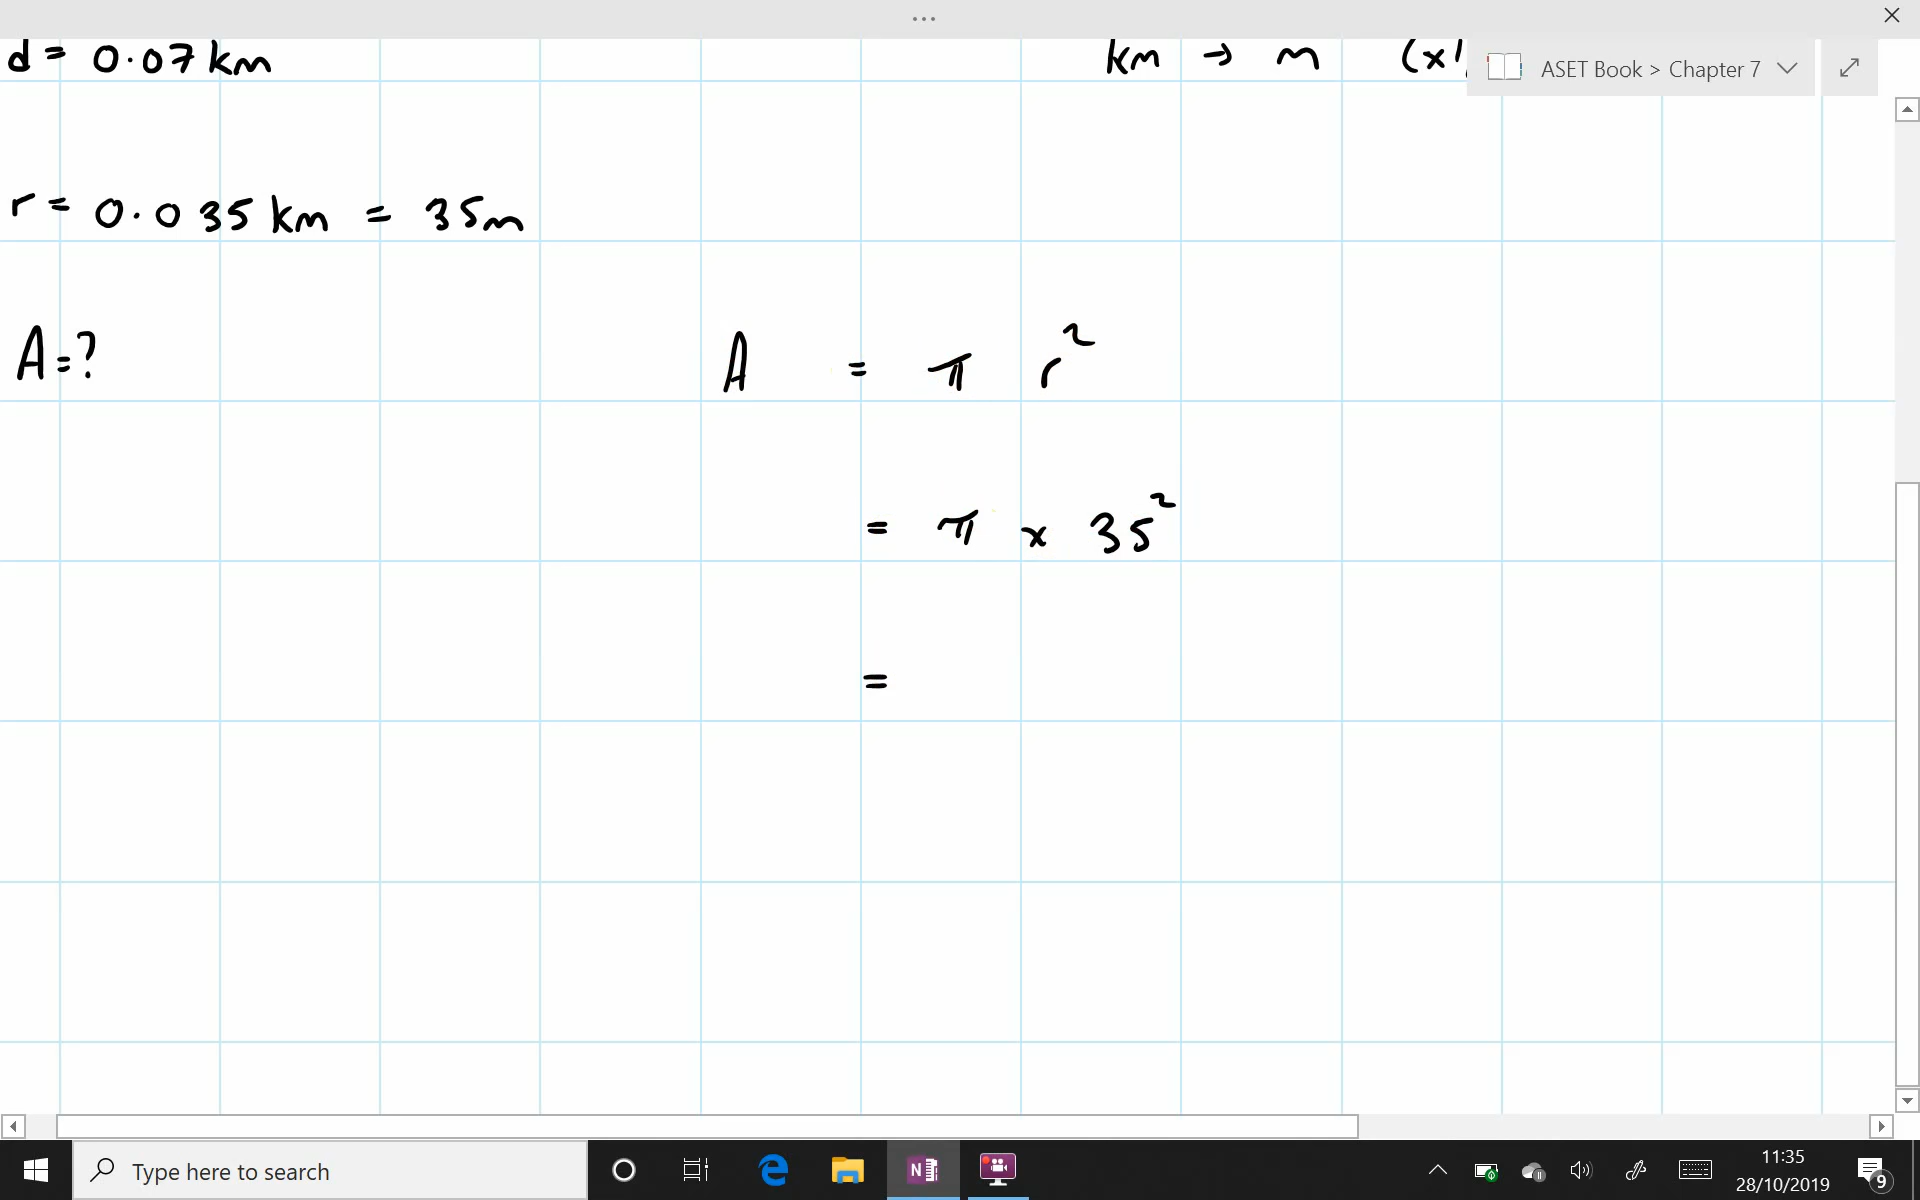 d = 0.07 km
km → m (x1
ASET Book > Chapter 7
r = 0.035 km = 35m
A=?
A = π r²
= π x 35²
=
Type here to search
N
11:35
28/10/2019
9